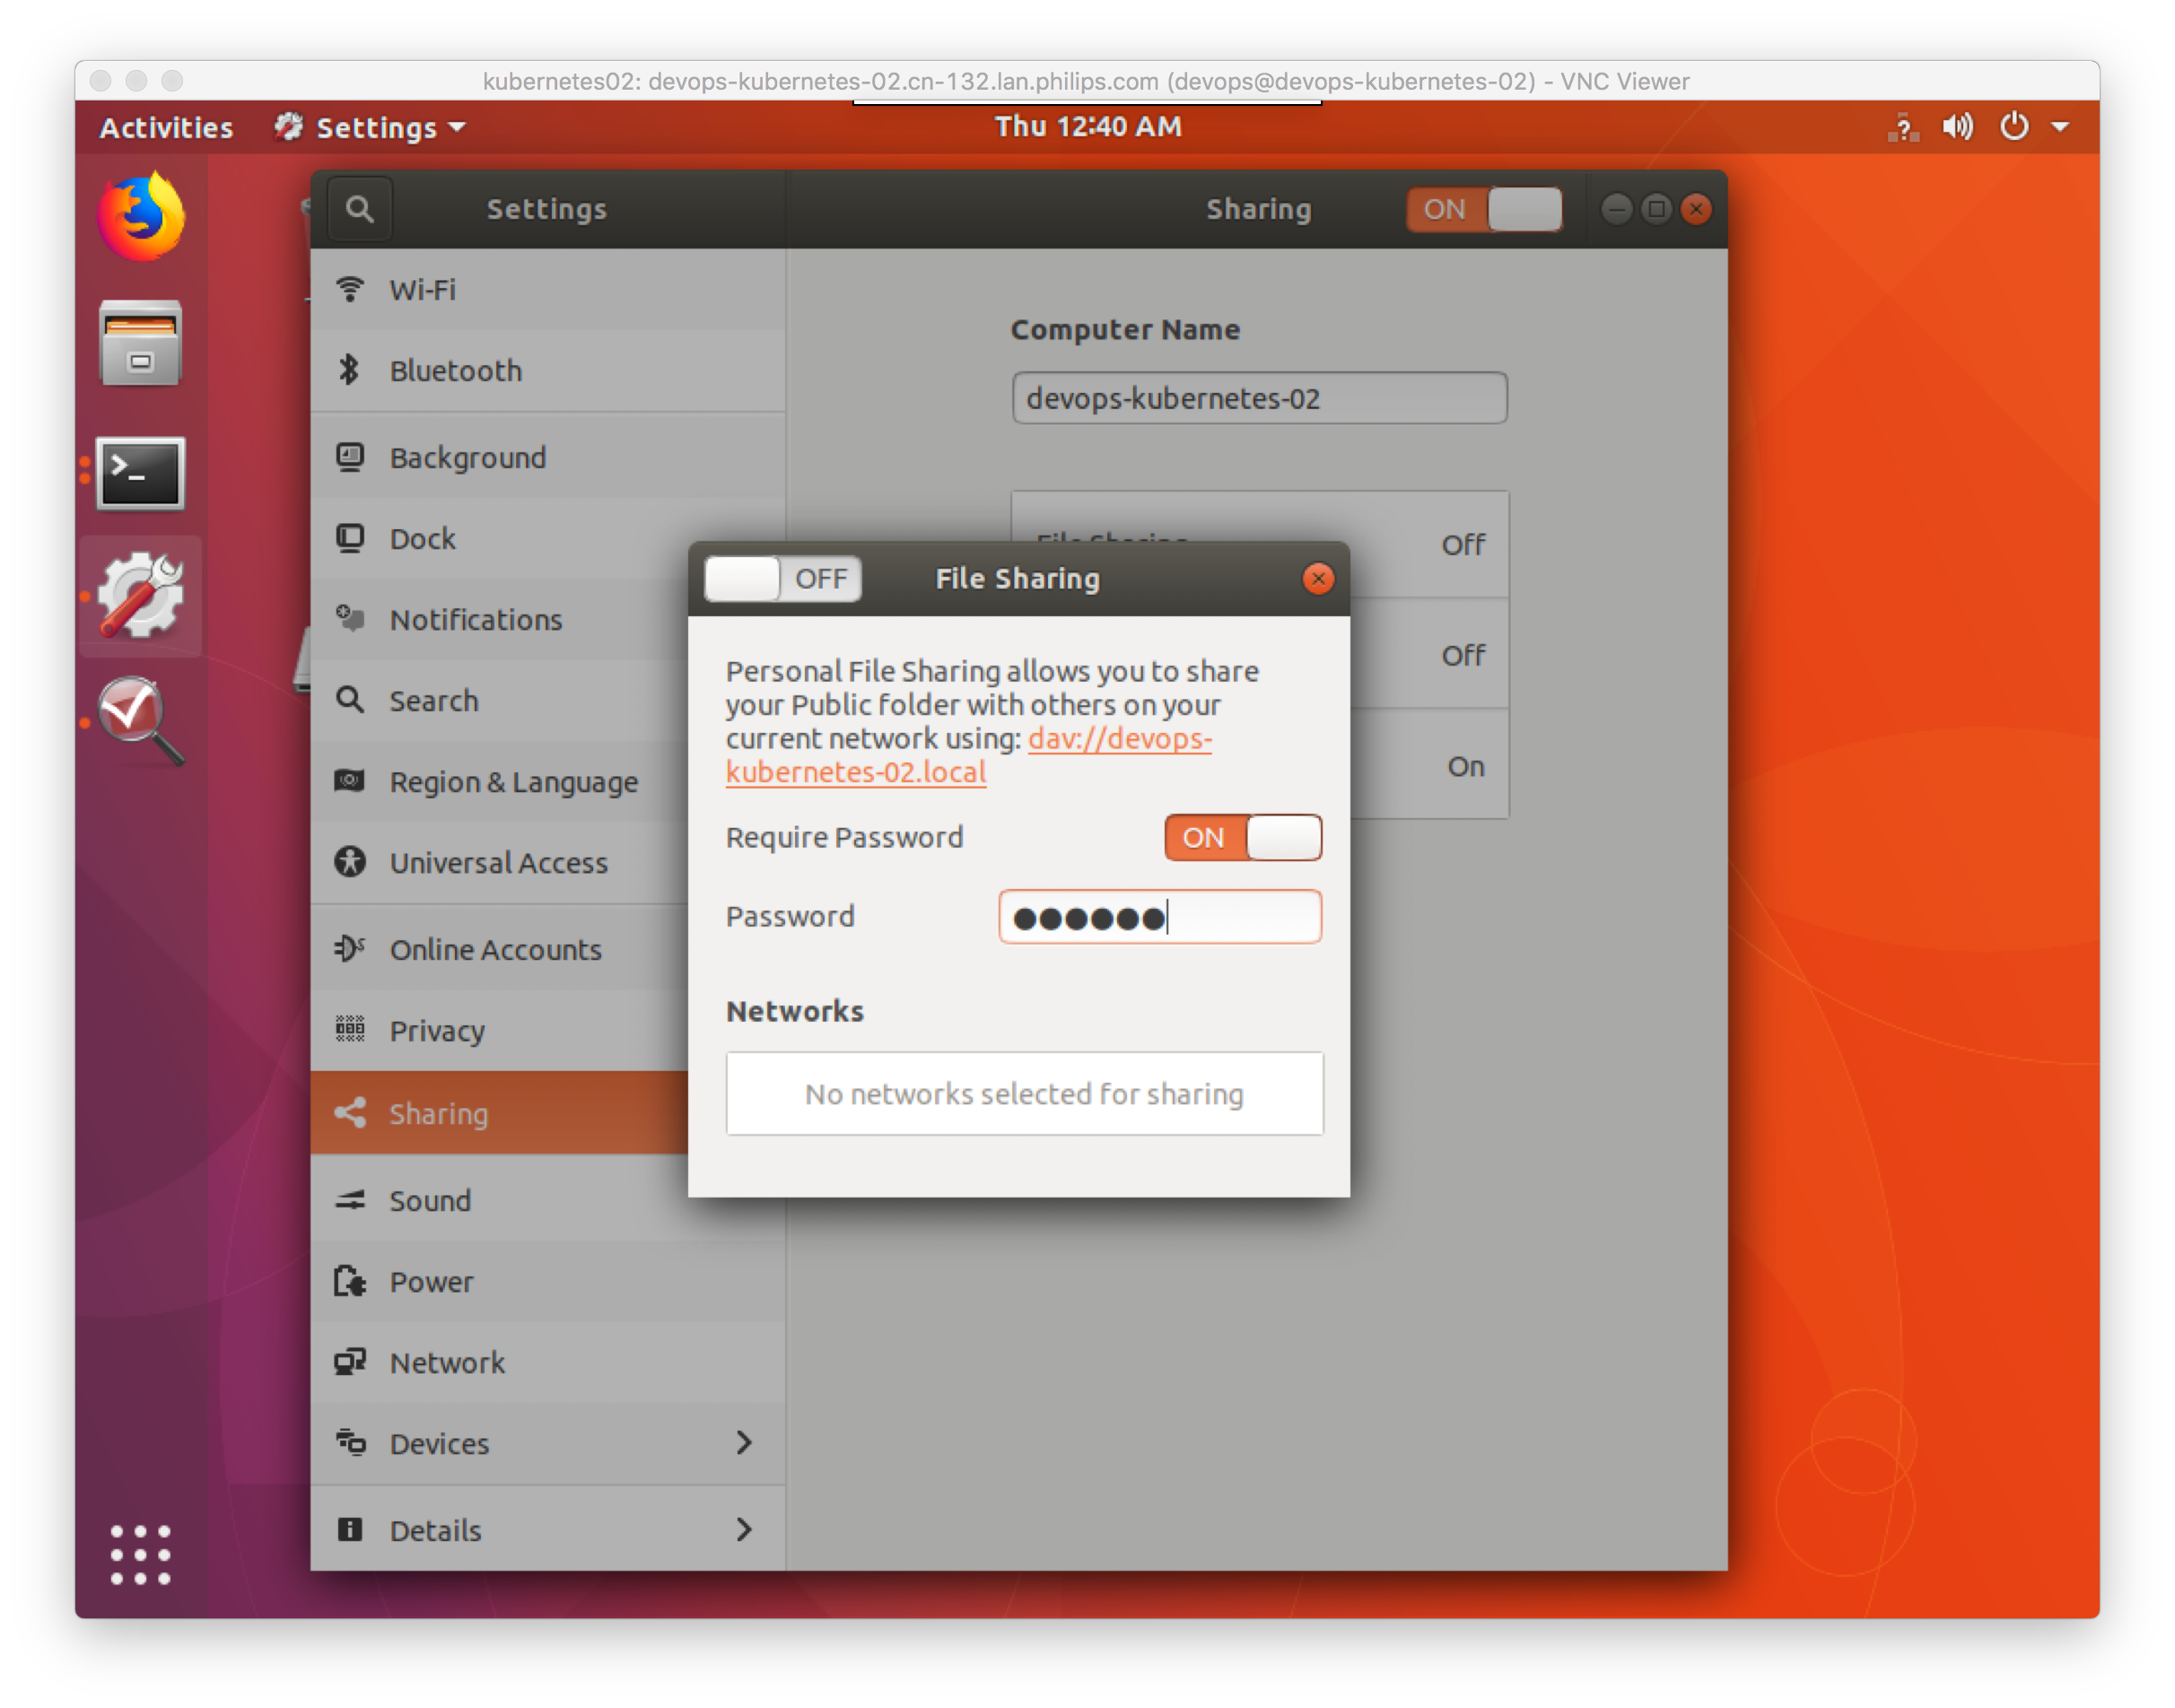 kubernetes02: devops-kubernetes-02.cn-132.lan.philips.com (devops@devops-kubernetes-02) - VNC Viewer
Activities
Settings
Thu 12:40 AM
Settings
Sharing
ON
Wi-Fi
Bluetooth
Background
Dock
Notifications
Search
Region & Language
Universal Access
Online Accounts
Privacy
Sharing
Sound
Power
Network
Devices
Details
Computer Name
devops-kubernetes-02
File Sharing
Off
Off
On
OFF
File Sharing
Personal File Sharing allows you to share
your Public folder with others on your
current network using: dav://devops-
kubernetes-02.local
Require Password
ON
Password
●●●●●●
Networks
No networks selected for sharing